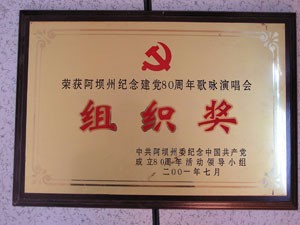 荣获阿坝州纪念建党80周年歌咏演唱会
组织奖
中共阿坝州委纪念中国共产党
成立80周年活动领导小组
二00一年七月